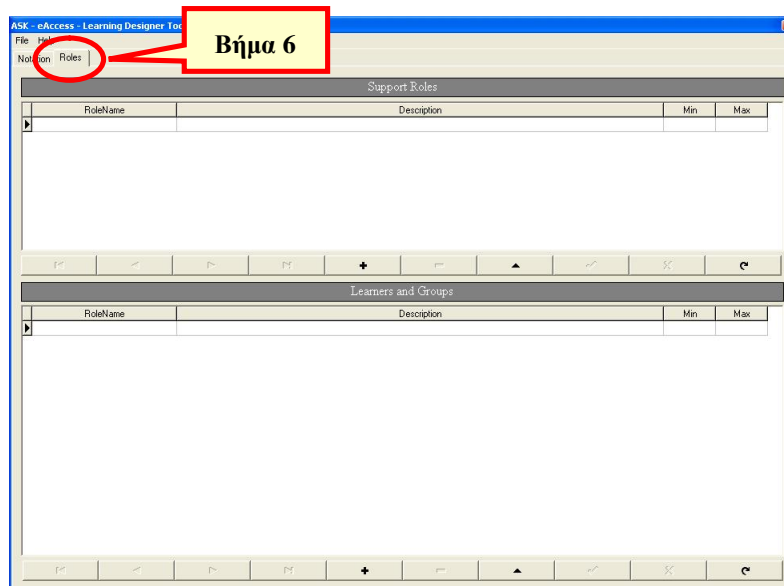 ASK - eAccess - Learning Designer
File
Notation Roles
Βήμα 6
Support Roles
RoleName Description Min Max
Learners and Groups
RoleName Description Min Max